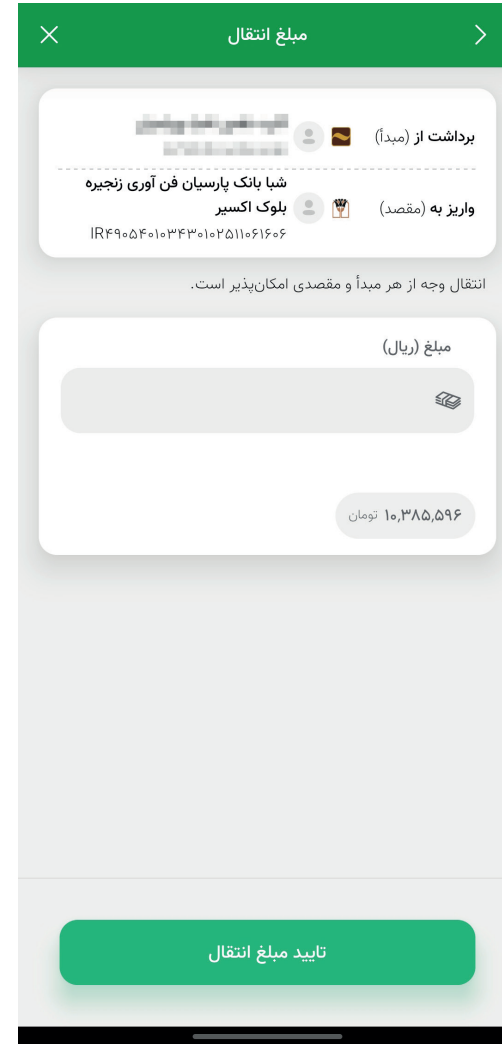 مبلغ انتقال
برداشت از (مبدأ)
واریز به (مقصد)
شبا بانک پارسیان فن آوری زنجیره
بلوک اکسیر
IR۴۹۰۵۴۰۱۰۳۴۳۰۱۰۲۵۱۱۰۶۱۶۰۶
انتقال وجه از هر مبدأ و مقصدی امکان‌پذیر است.
مبلغ (ریال)
۱۰,۳۸۵,۵۹۶ تومان
تایید مبلغ انتقال